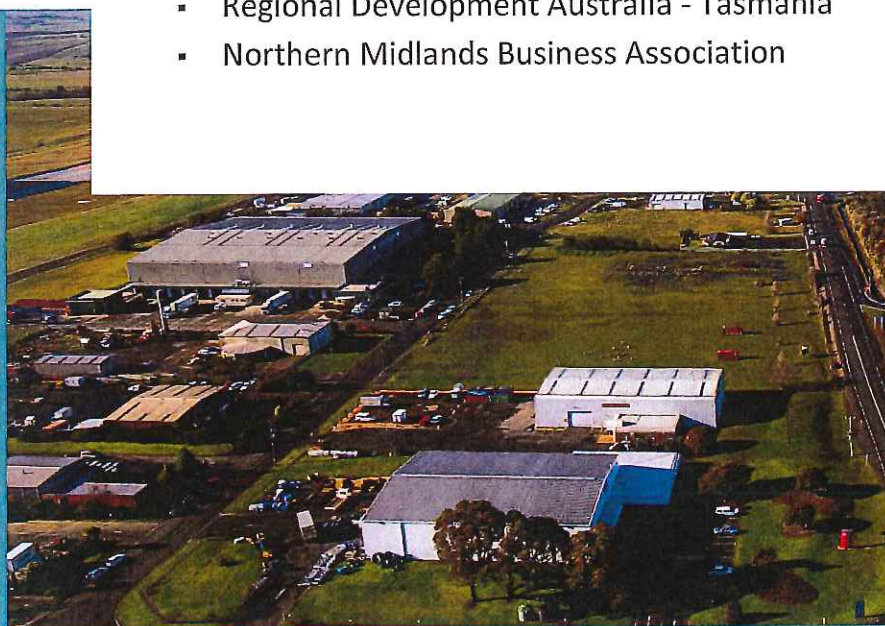 ▪ Regional Development Australia - Tasmania
▪ Northern Midlands Business Association